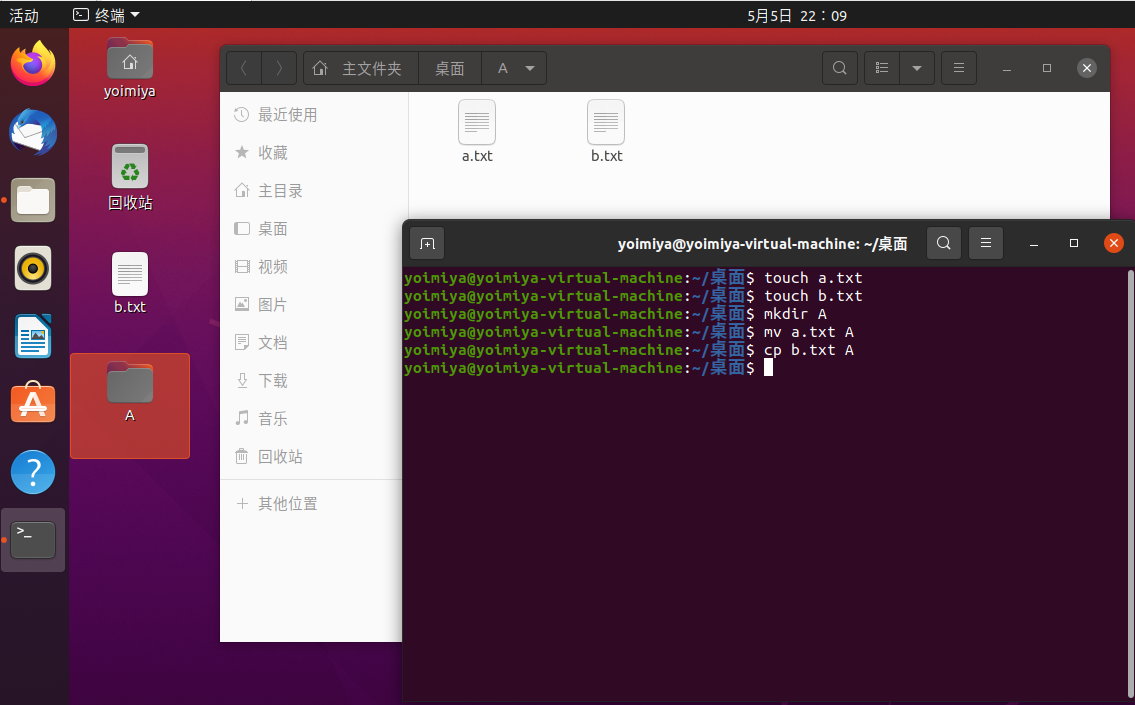 活动 终端 5月5日 22：09
yoimiya
回收站
b.txt
A
主文件夹 桌面 A
最近使用
收藏
主目录
桌面
视频
图片
文档
下载
音乐
回收站
其他位置
a.txt b.txt
yoimiya@yoimiya-virtual-machine: ~/桌面
yoimiya@yoimiya-virtual-machine:~/桌面$ touch a.txt
yoimiya@yoimiya-virtual-machine:~/桌面$ touch b.txt
yoimiya@yoimiya-virtual-machine:~/桌面$ mkdir A
yoimiya@yoimiya-virtual-machine:~/桌面$ mv a.txt A
yoimiya@yoimiya-virtual-machine:~/桌面$ cp b.txt A
yoimiya@yoimiya-virtual-machine:~/桌面$